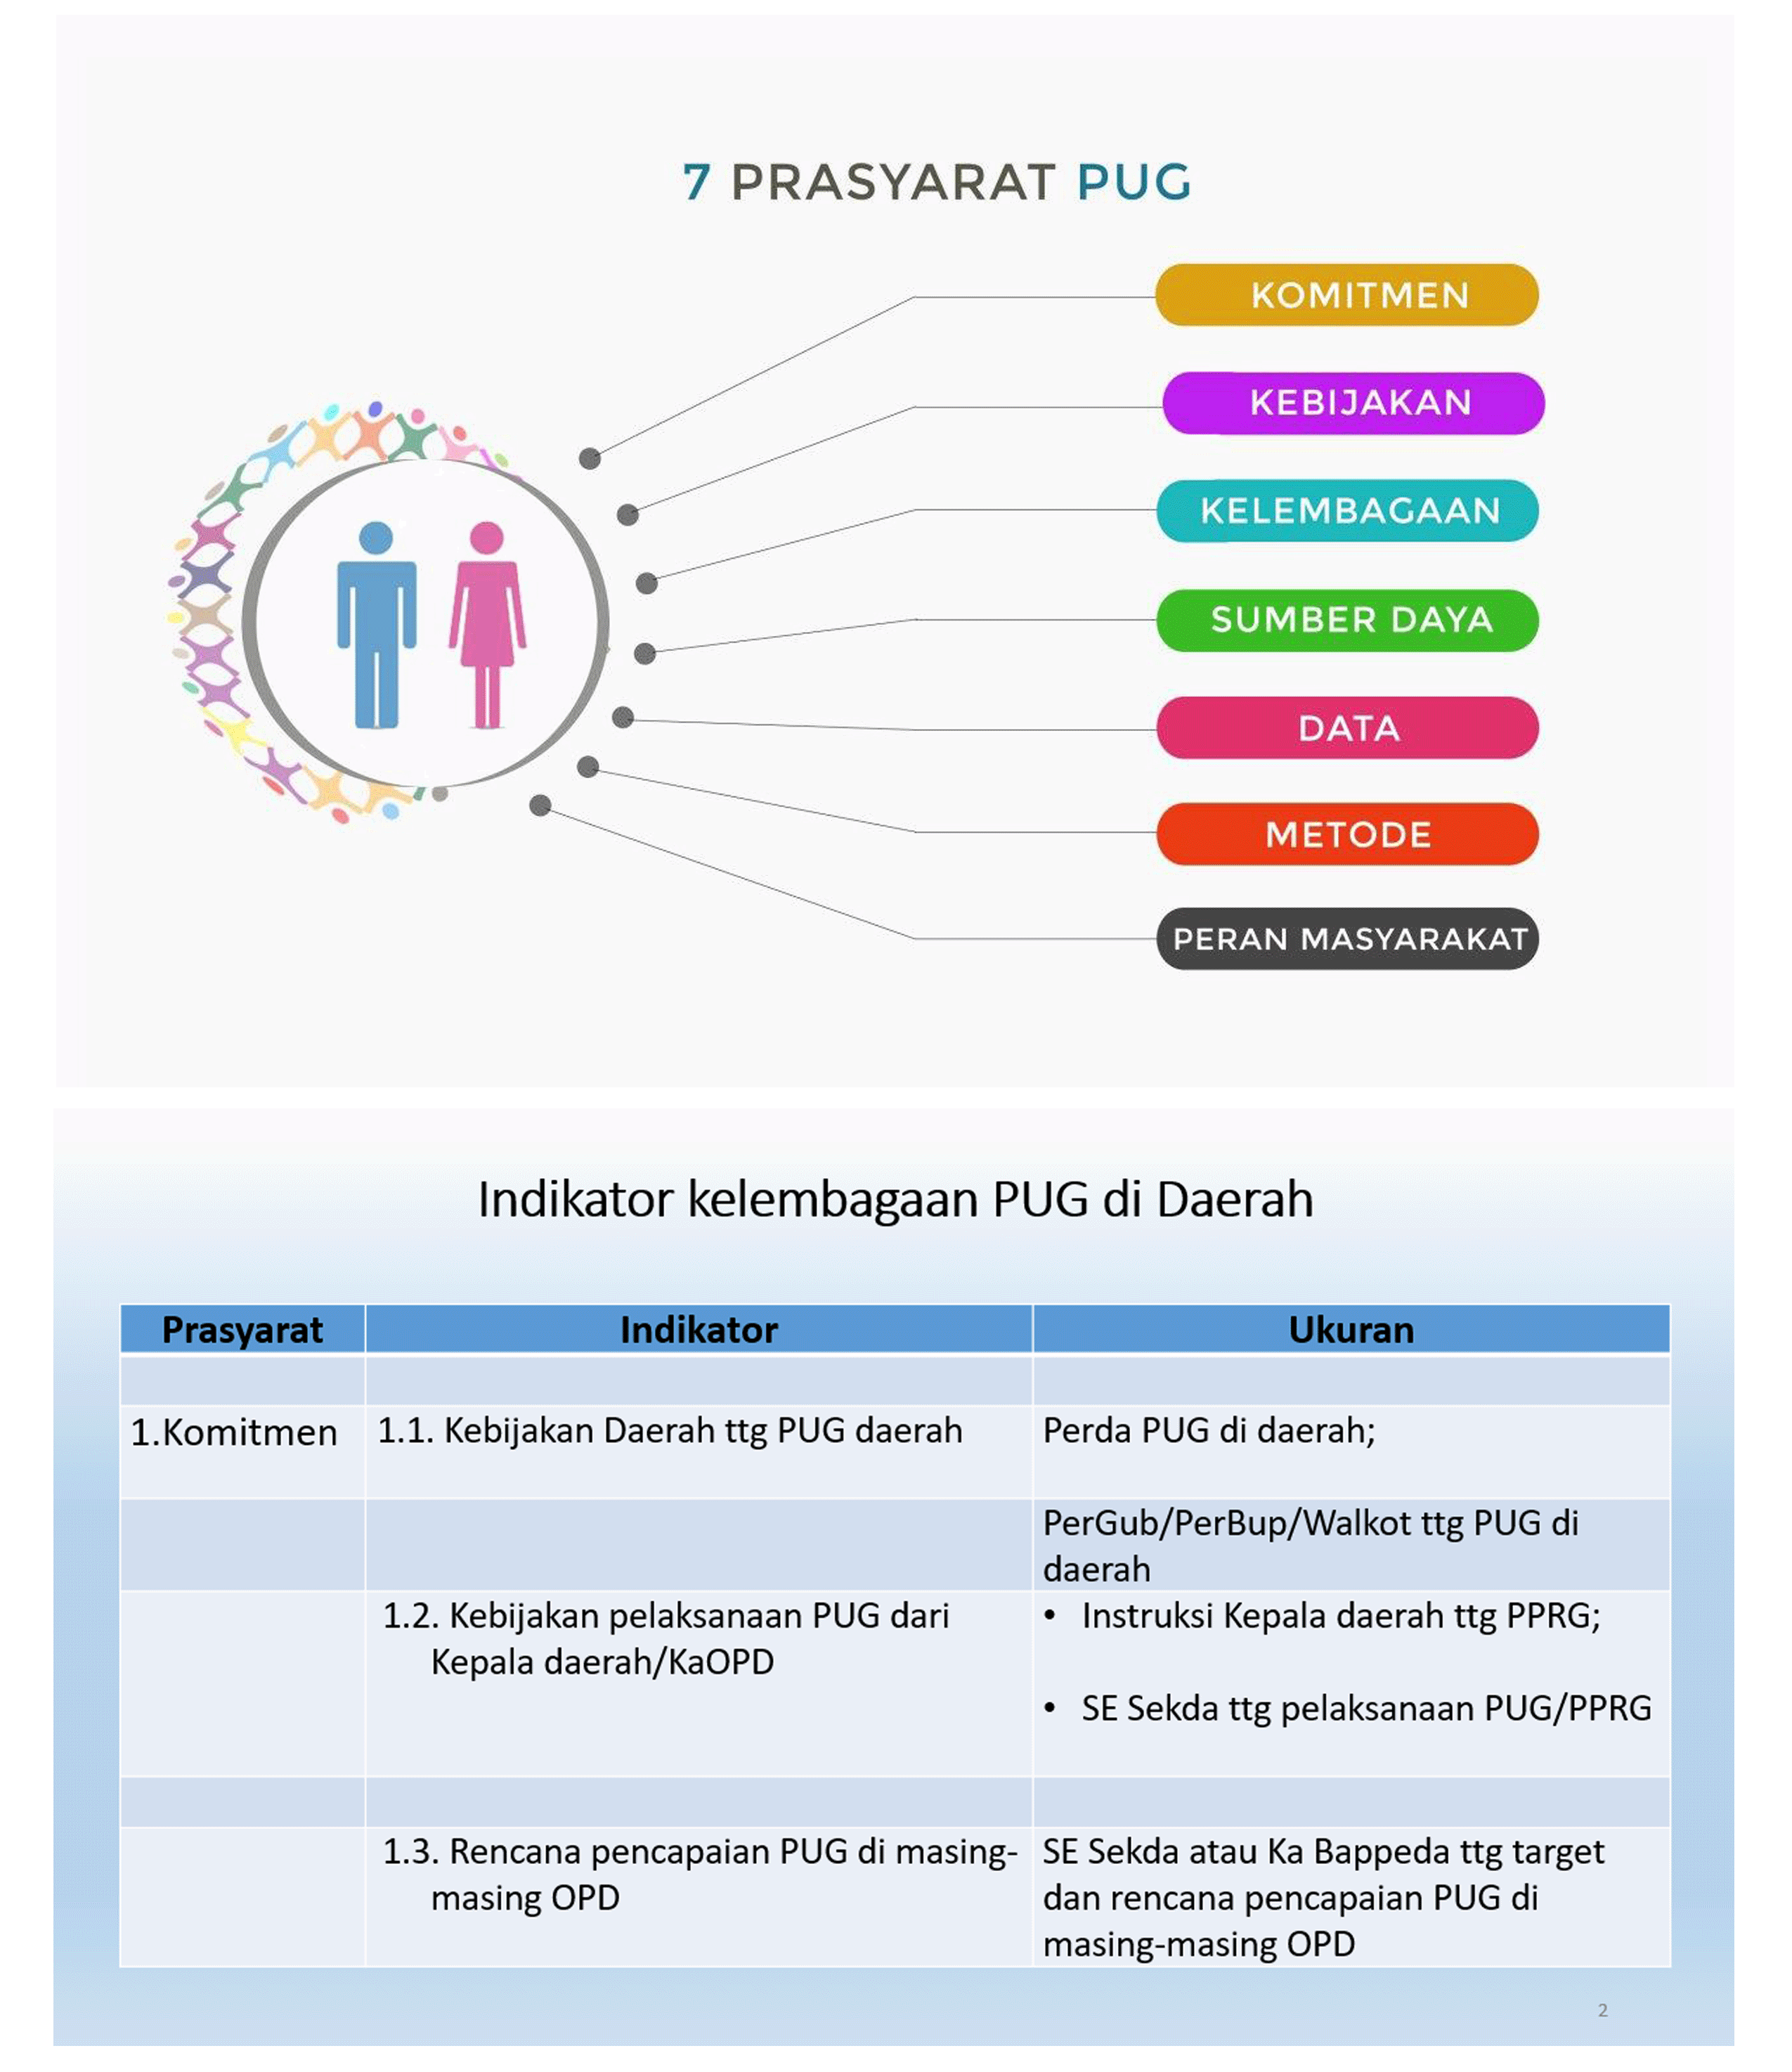 7 PRASYARAT PUG
KOMITMEN
KEBIJAKAN
KELEMBAGAAN
SUMBER DAYA
DATA
METODE
PERAN MASYARAKAT
Indikator kelembagaan PUG di Daerah
Prasyarat Indikator Ukuran
1.Komitmen 1.1. Kebijakan Daerah ttg PUG daerah Perda PUG di daerah;
PerGub/PerBup/Walkot ttg PUG di
daerah
1.2. Kebijakan pelaksanaan PUG dari
Kepala daerah/KaOPD
• Instruksi Kepala daerah ttg PPRG;
• SE Sekda ttg pelaksanaan PUG/PPRG
1.3. Rencana pencapaian PUG di masing-
masing OPD
SE Sekda atau Ka Bappeda ttg target
dan rencana pencapaian PUG di
masing-masing OPD
2